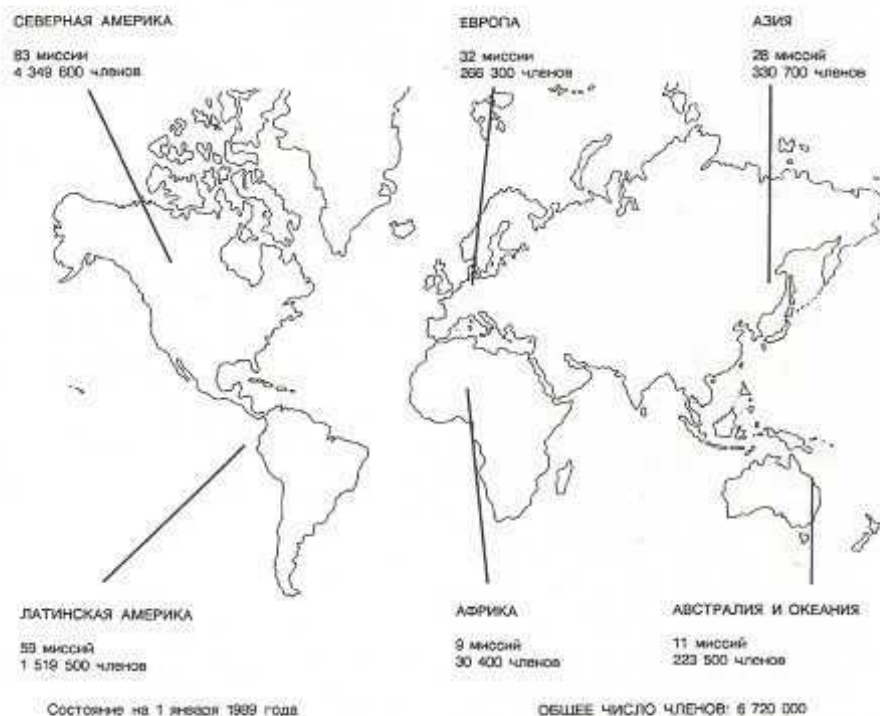 СЕВЕРНАЯ АМЕРИКА
83 миссии
4 349 600 членов
ЕВРОПА
32 миссии
266 300 членов
АЗИЯ
28 миссий
330 700 членов
ЛАТИНСКАЯ АМЕРИКА
59 миссий
1 519 500 членов
АФРИКА
9 миссий
30 400 членов
АВСТРАЛИЯ И ОКЕАНИЯ
11 миссий
223 500 членов
Состояние на 1 января 1989 года
ОБЩЕЕ ЧИСЛО ЧЛЕНОВ: 6 720 000